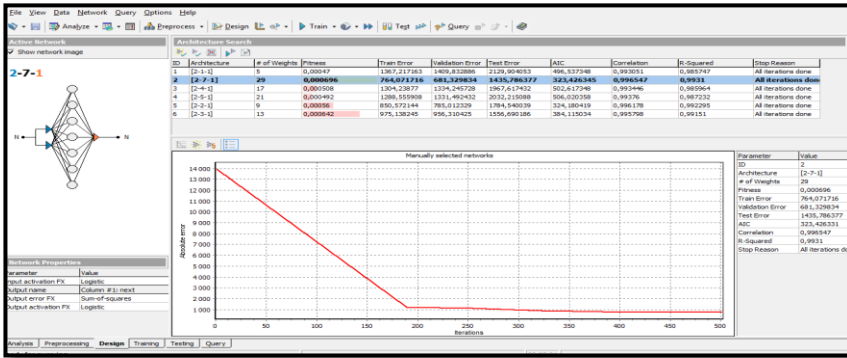 File View Data Network Query Options Help
Analyze Preprocess Design Train Test Query
Active Network
Show network image
2-7-1
N N
Architecture Search
ID Architecture # of Weights Fitness Train Error Validation Error Test Error AIC Correlation R-Squared Stop Reason
1 [2-1-1] 5 0,00047 1367,217163 1409,832886 2129,904053 496,537348 0,993051 0,985747 All iterations done
2 [2-7-1] 29 0,000696 764,071716 681,329834 1435,786377 323,426345 0,996547 0,9931 All iterations don
3 [2-4-1] 17 0,000508 1304,23877 1334,245728 1967,617432 502,617348 0,993446 0,985964 All iterations done
4 [2-5-1] 21 0,000492 1288,555908 1331,492432 2032,215088 506,020358 0,99376 0,987232 All iterations done
5 [2-2-1] 9 0,00056 850,572144 785,012329 1784,540039 324,180419 0,996178 0,992295 All iterations done
6 [2-3-1] 13 0,000642 975,138245 956,310425 1556,690186 384,115034 0,995798 0,99151 All iterations done
Manually selected networks
14 000
13 000
12 000
11 000
10 000
9 000
8 000
7 000
6 000
5 000
4 000
3 000
2 000
1 000
Absolute error
0 50 100 150 200 250 300 350 400 450 500
Iterations
Parameter Value
ID 2
Architecture [2-7-1]
# of Weights 29
Fitness 0,000696
Train Error 764,071716
Validation Error 681,329834
Test Error 1435,786377
AIC 323,426331
Correlation 0,996547
R-Squared 0,9931
Stop Reason All iterations do
Network Properties
Parameter Value
Input activation FX Logistic
Output name Column #1: next
Output error FX Sum-of-squares
Output activation FX Logistic
Analysis Preprocessing Design Training Testing Query